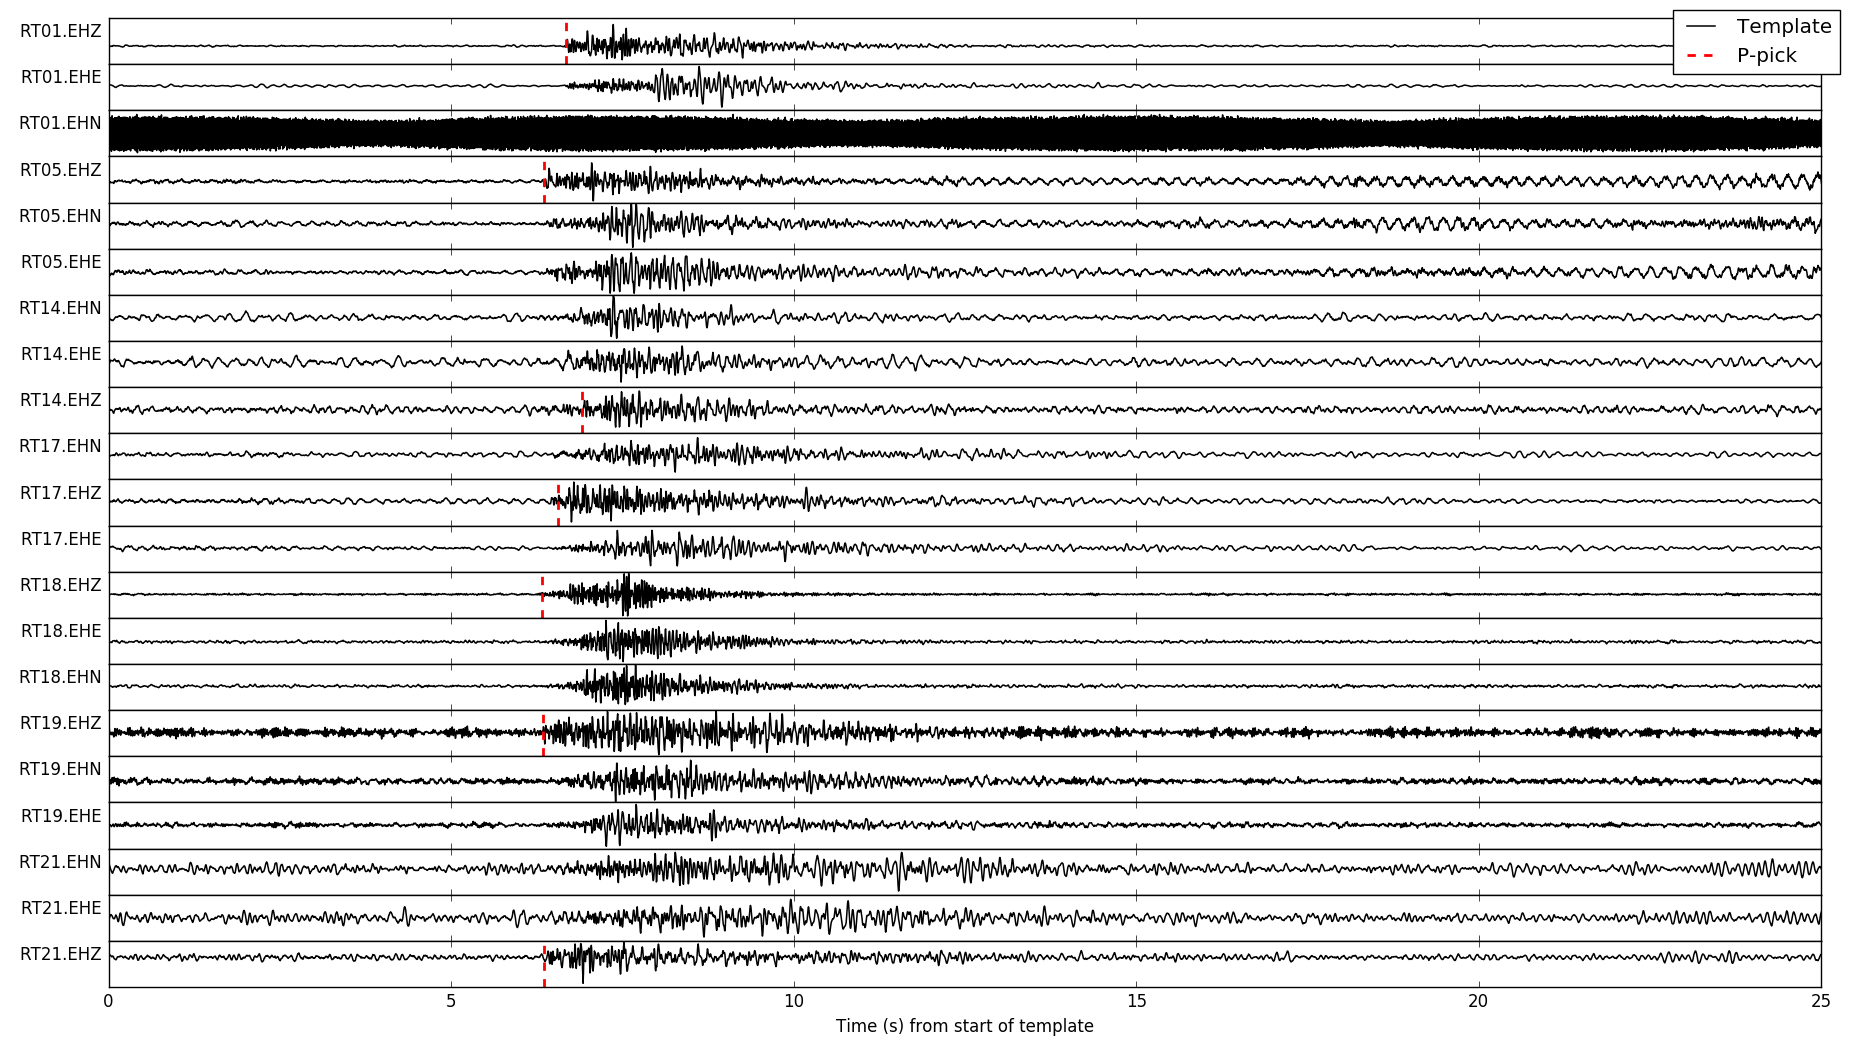 Template
P-pick
RT01.EHZ
RT01.EHE
RT01.EHN
RT05.EHZ
RT05.EHN
RT05.EHE
RT14.EHN
RT14.EHE
RT14.EHZ
RT17.EHN
RT17.EHZ
RT17.EHE
RT18.EHZ
RT18.EHE
RT18.EHN
RT19.EHZ
RT19.EHN
RT19.EHE
RT21.EHN
RT21.EHE
RT21.EHZ
0 5 10 15 20 25
Time (s) from start of template